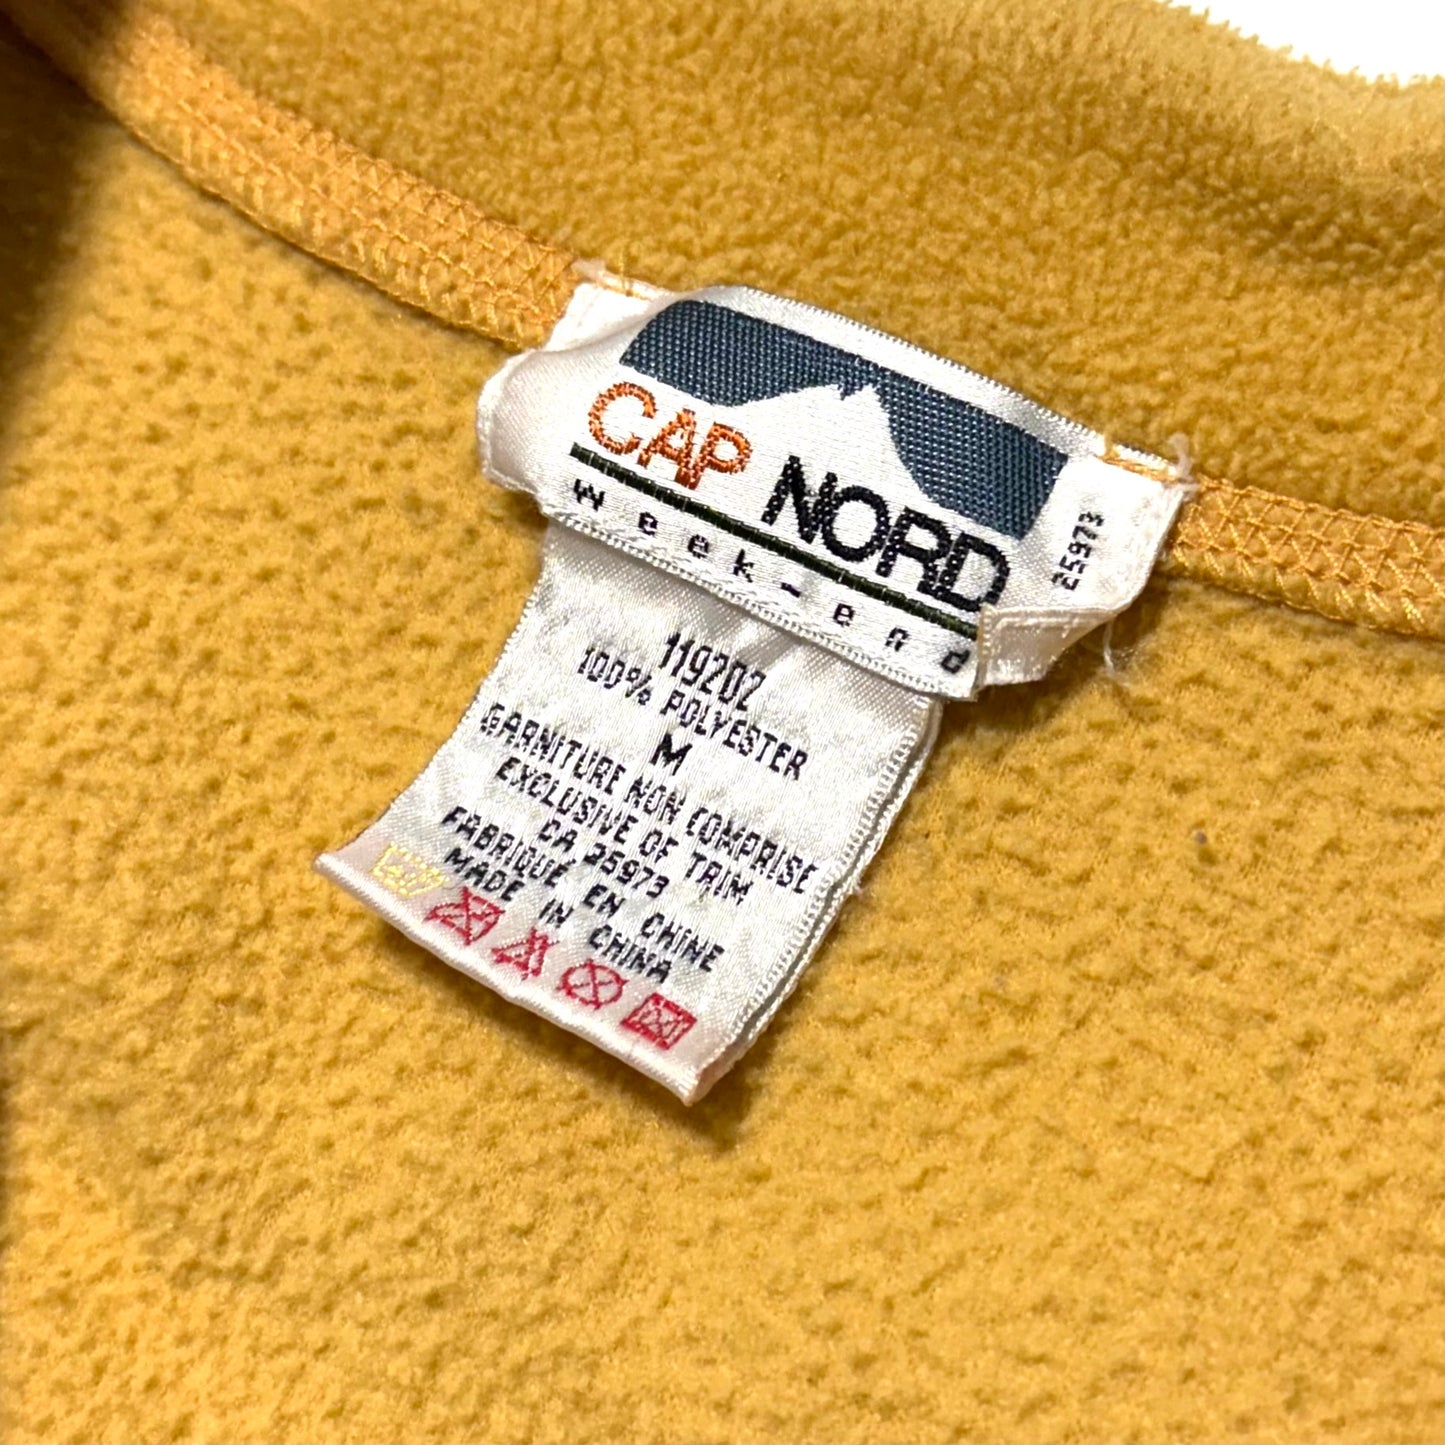 CAP NORD
week-end
25973
119202
100% POLYESTER
M
GARNITURE NON COMPRISE
EXCLUSIVE OF TRIM
CA 25973
FABRIQUÉ EN CHINE
MADE IN CHINA